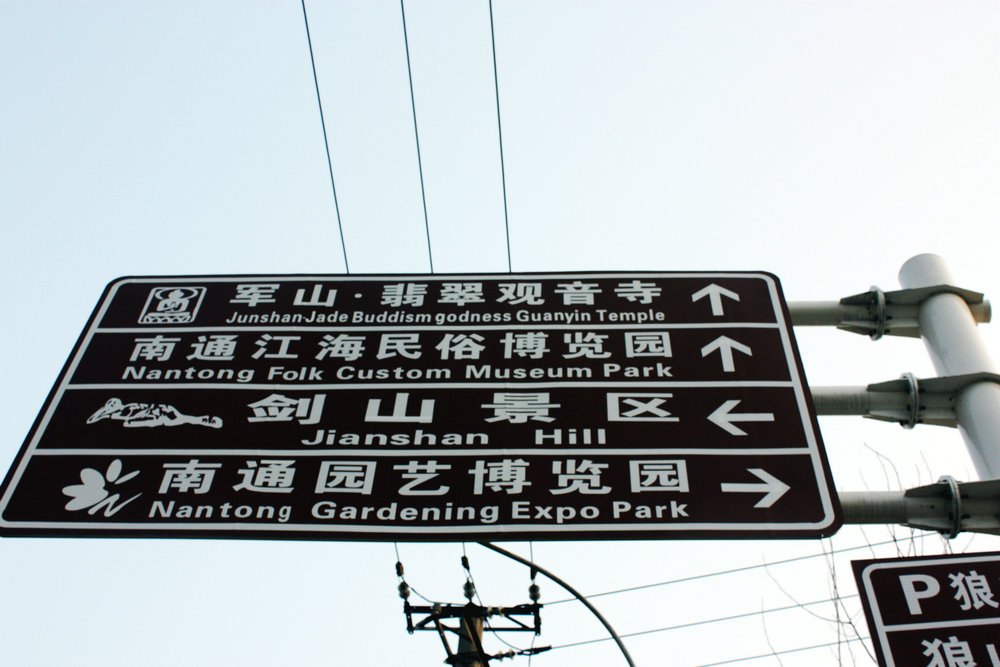 军山·翡翠观音寺
Junshan·Jade Buddism godness Guanyin Temple
南通江海民俗博览园
Nantong Folk Custom Museum Park
剑山景区
Jianshan Hill
南通园艺博览园
Nantong Gardening Expo Park
P 狼
狼山